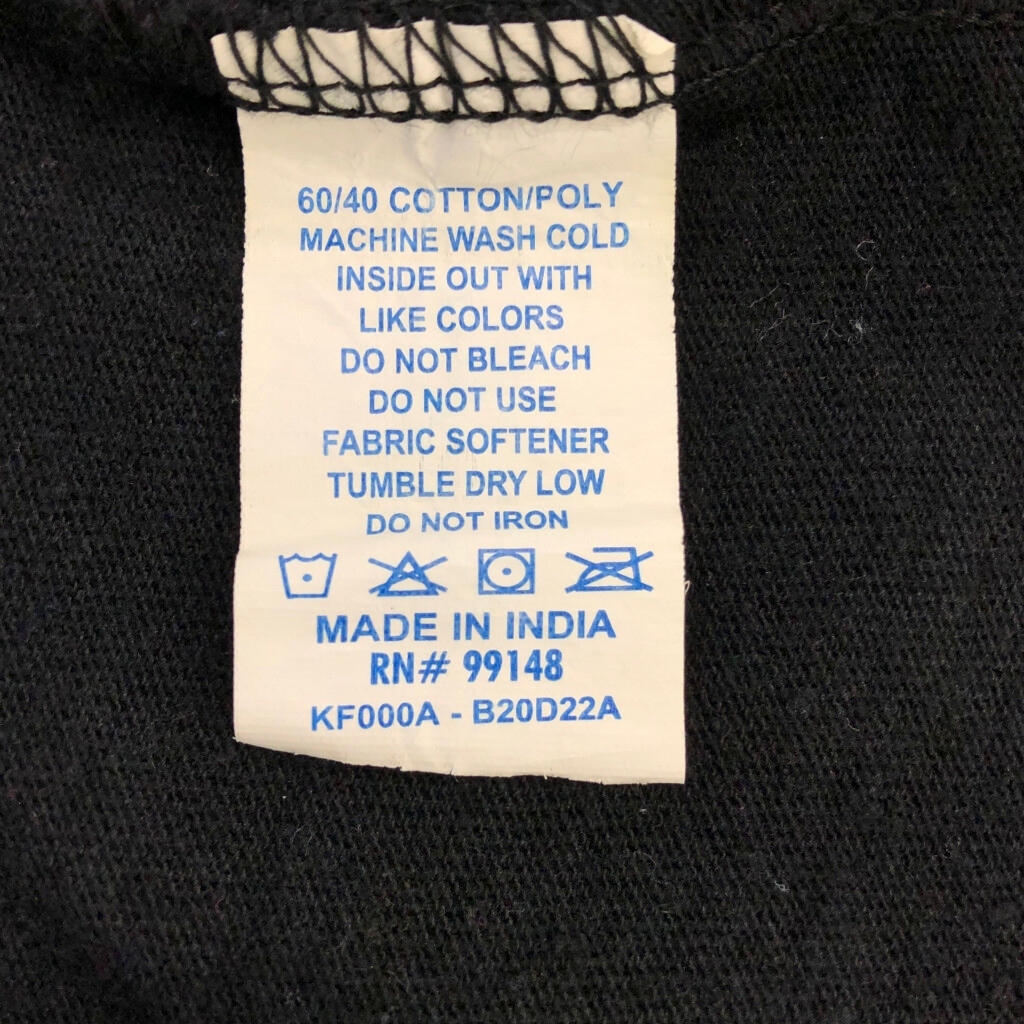 60/40 COTTON/POLY
MACHINE WASH COLD
INSIDE OUT WITH
LIKE COLORS
DO NOT BLEACH
DO NOT USE
FABRIC SOFTENER
TUMBLE DRY LOW
DO NOT IRON
MADE IN INDIA
RN# 99148
KF000A - B20D22A